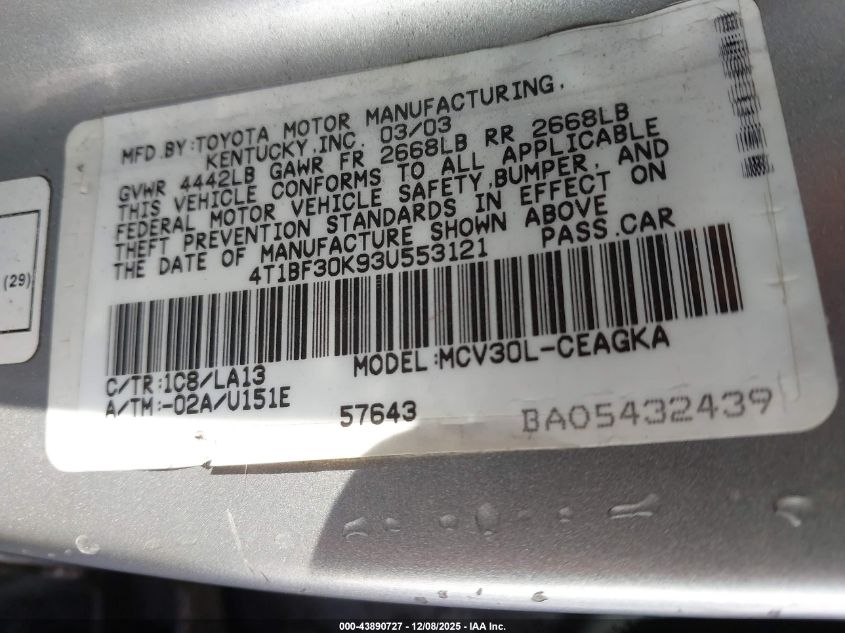 MFD.BY:TOYOTA MOTOR MANUFACTURING,
KENTUCKY,INC. 03/03
GVWR 4442LB GAWR FR 2668LB RR 2668LB
THIS VEHICLE CONFORMS TO ALL APPLICABLE
FEDERAL MOTOR VEHICLE SAFETY,BUMPER, AND
THEFT PREVENTION STANDARDS IN EFFECT ON
THE DATE OF MANUFACTURE SHOWN ABOVE
4T1BF30K93U553121 PASS.CAR
C/TR:1C8/LA13 MODEL:MCV30L-CEAGKA
A/TM:-02A/U151E 57643 BA05432439
(29)
000-43890727 - 12/08/2025 - IAA Inc.